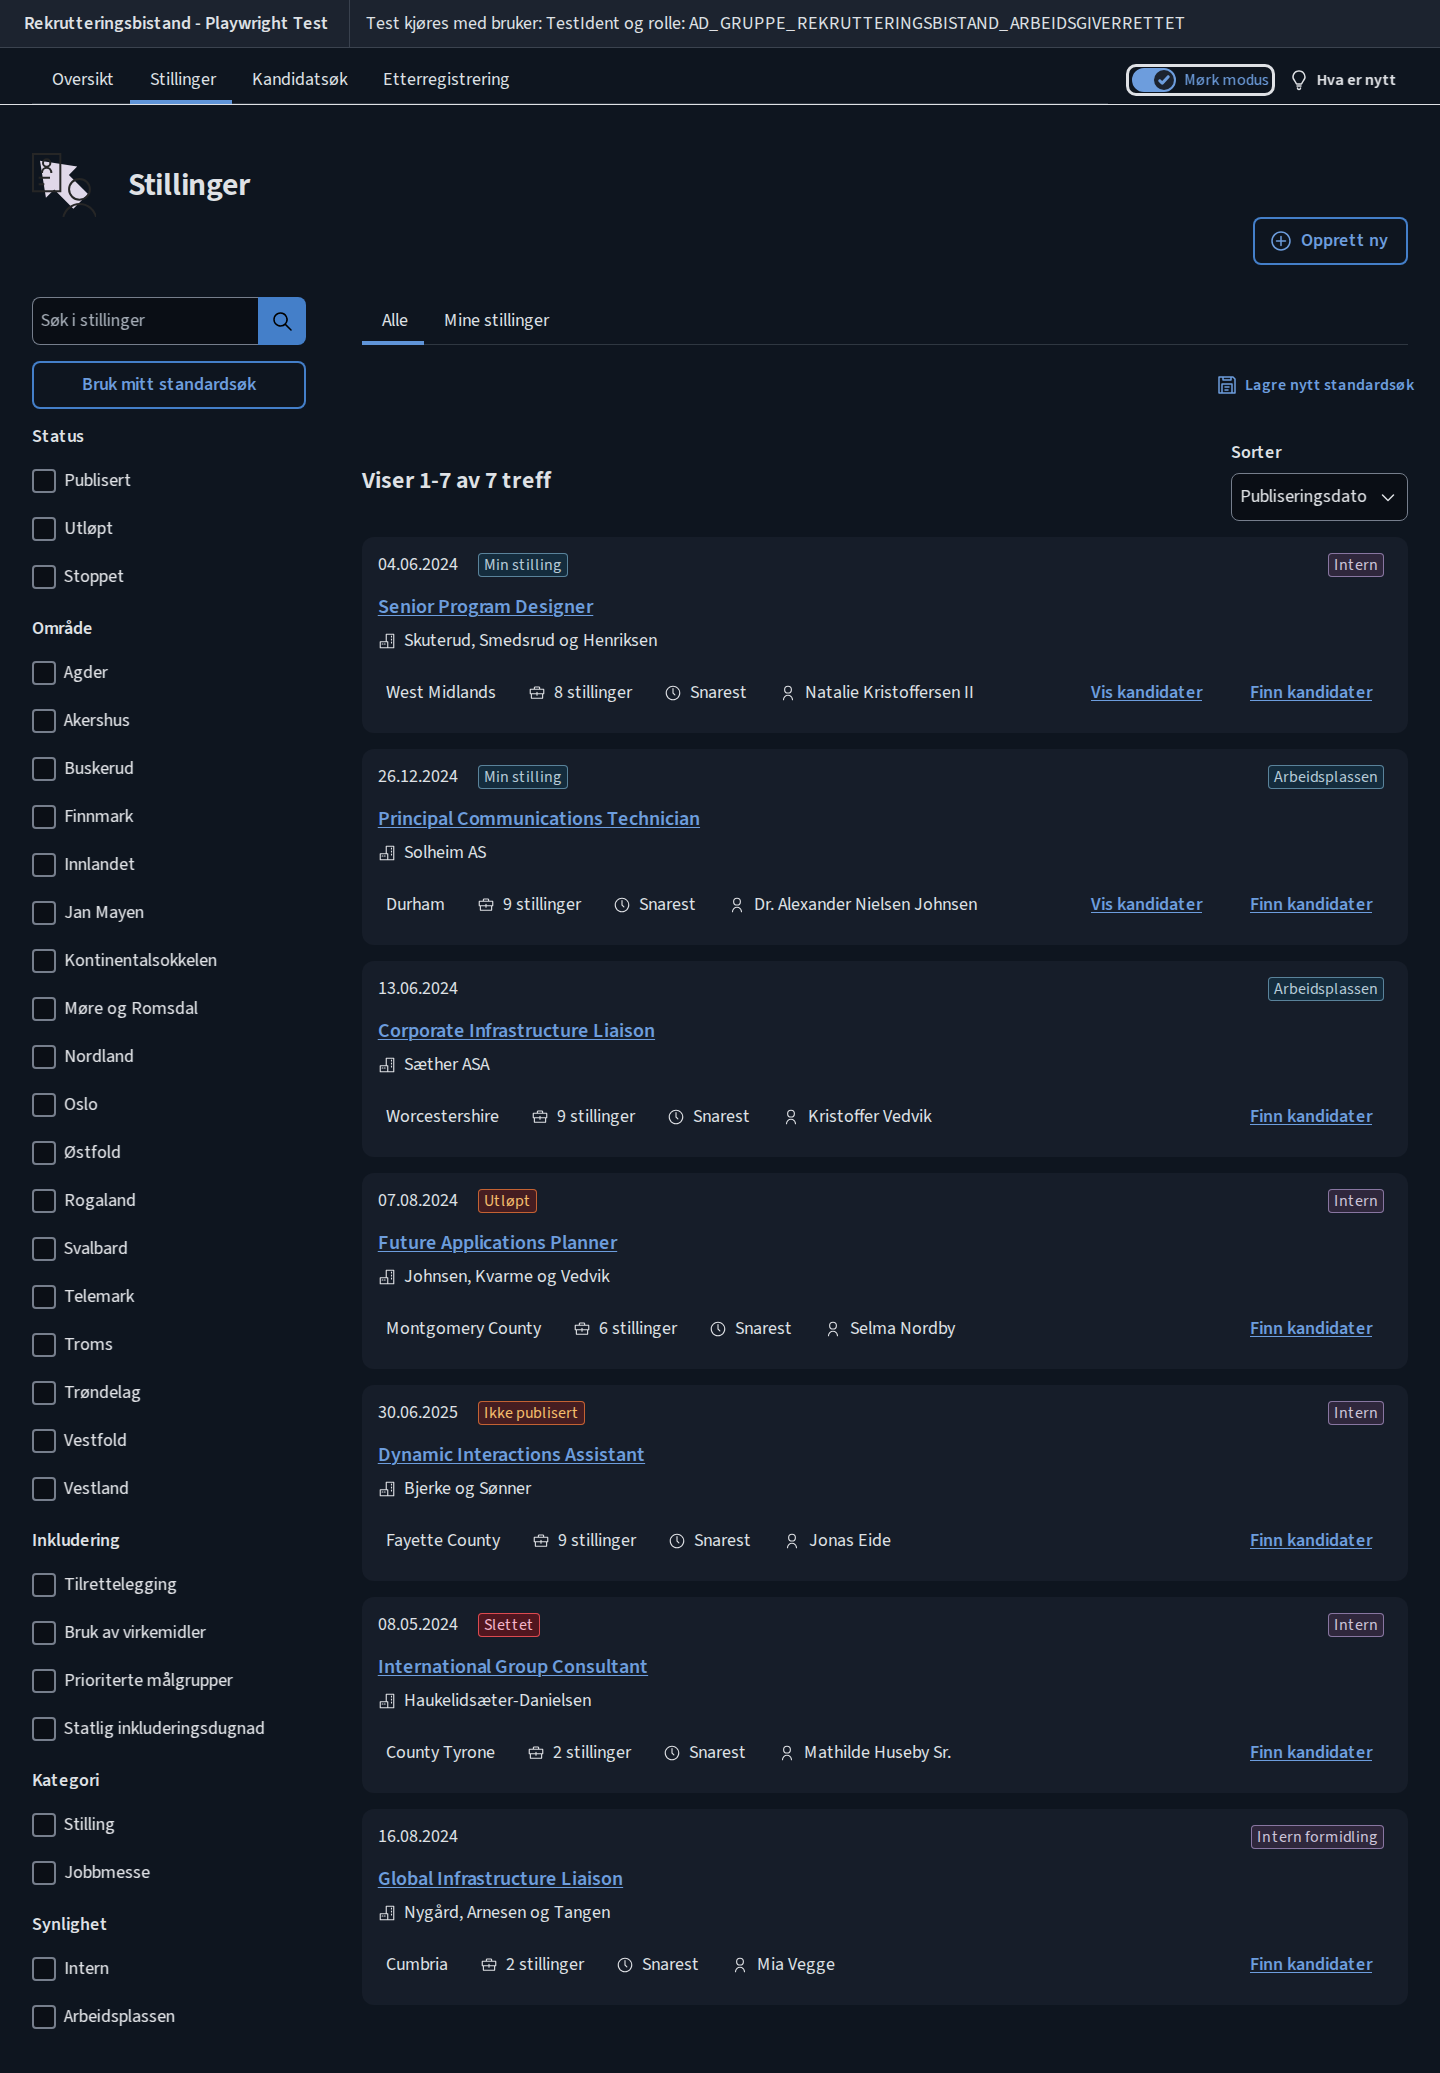 Rekrutteringsbistand - Playwright Test
Test kjøres med bruker: TestIdent og rolle: AD_GRUPPE_REKRUTTERINGSBISTAND_ARBEIDSGIVERRETTET
Oversikt Stillinger Kandidatsøk Etterregistrering
Mørk modus
Hva er nytt
Stillinger
Opprett ny
Søk i stillinger
Bruk mitt standardsøk
Status
Publisert
Utløpt
Stoppet
Område
Agder
Akershus
Buskerud
Finnmark
Innlandet
Jan Mayen
Kontinentalsokkelen
Møre og Romsdal
Nordland
Oslo
Østfold
Rogaland
Svalbard
Telemark
Troms
Trøndelag
Vestfold
Vestland
Inkludering
Tilrettelegging
Bruk av virkemidler
Prioriterte målgrupper
Statlig inkluderingsdugnad
Kategori
Stilling
Jobbmesse
Synlighet
Intern
Arbeidsplassen
Alle Mine stillinger
Lagre nytt standardsøk
Viser 1-7 av 7 treff
Sorter
Publiseringsdato
04.06.2024 Min stilling Intern
Senior Program Designer
Skuterud, Smedsrud og Henriksen
West Midlands 8 stillinger Snarest Natalie Kristoffersen II Vis kandidater Finn kandidater
26.12.2024 Min stilling Arbeidsplassen
Principal Communications Technician
Solheim AS
Durham 9 stillinger Snarest Dr. Alexander Nielsen Johnsen Vis kandidater Finn kandidater
13.06.2024 Arbeidsplassen
Corporate Infrastructure Liaison
Sæther ASA
Worcestershire 9 stillinger Snarest Kristoffer Vedvik Finn kandidater
07.08.2024 Utløpt Intern
Future Applications Planner
Johnsen, Kvarme og Vedvik
Montgomery County 6 stillinger Snarest Selma Nordby Finn kandidater
30.06.2025 Ikke publisert Intern
Dynamic Interactions Assistant
Bjerke og Sønner
Fayette County 9 stillinger Snarest Jonas Eide Finn kandidater
08.05.2024 Slettet Intern
International Group Consultant
Haukelidsæter-Danielsen
County Tyrone 2 stillinger Snarest Mathilde Huseby Sr. Finn kandidater
16.08.2024 Intern formidling
Global Infrastructure Liaison
Nygård, Arnesen og Tangen
Cumbria 2 stillinger Snarest Mia Vegge Finn kandidater